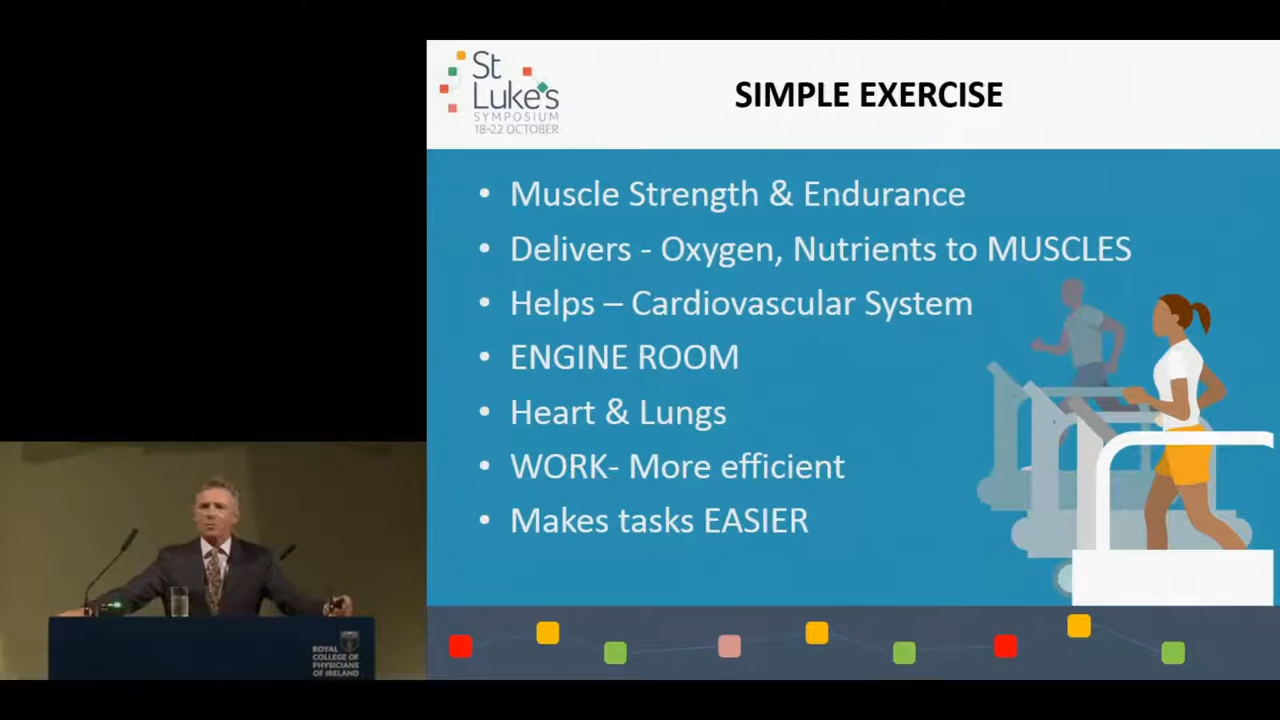 St
Luke's
SYMPOSIUM
18-22 OCTOBER
SIMPLE EXERCISE
• Muscle Strength & Endurance
• Delivers - Oxygen, Nutrients to MUSCLES
• Helps – Cardiovascular System
• ENGINE ROOM
• Heart & Lungs
• WORK- More efficient
• Makes tasks EASIER
ROYAL
COLLEGE OF
PHYSICIANS
OF IRELAND